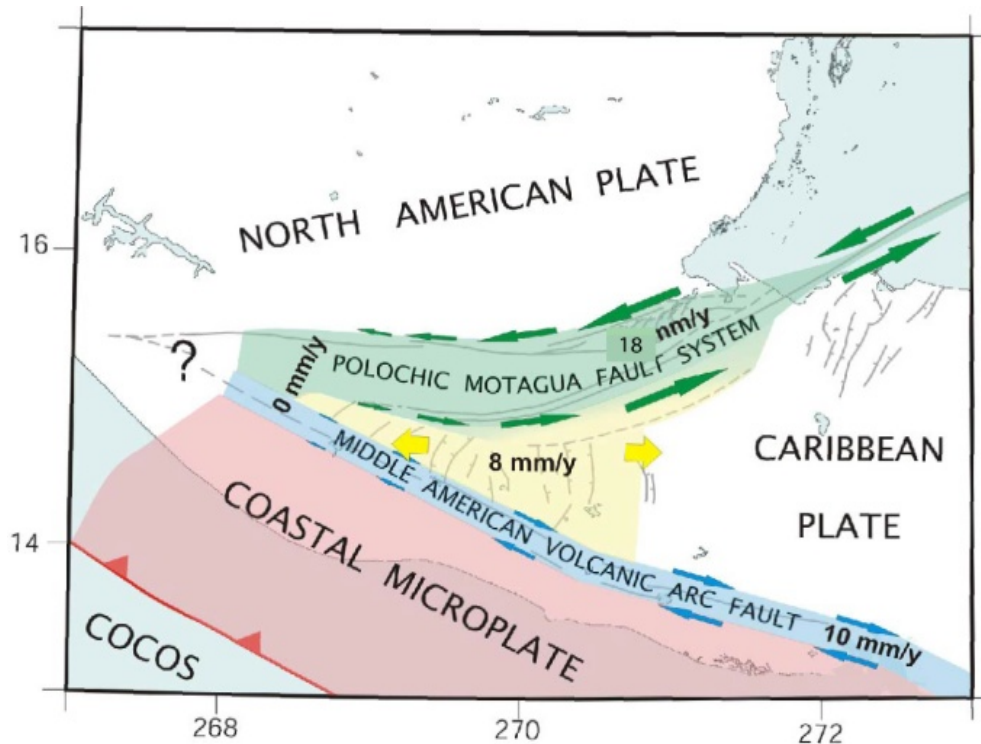 NORTH AMERICAN PLATE
16
18 mm/y
?
0 mm/y
POLOCHIC MOTAGUA FAULT SYSTEM
8 mm/y
CARIBBEAN
PLATE
MIDDLE AMERICAN VOLCANIC ARC FAULT
10 mm/y
COASTAL MICROPLATE
14
COCOS
268
270
272